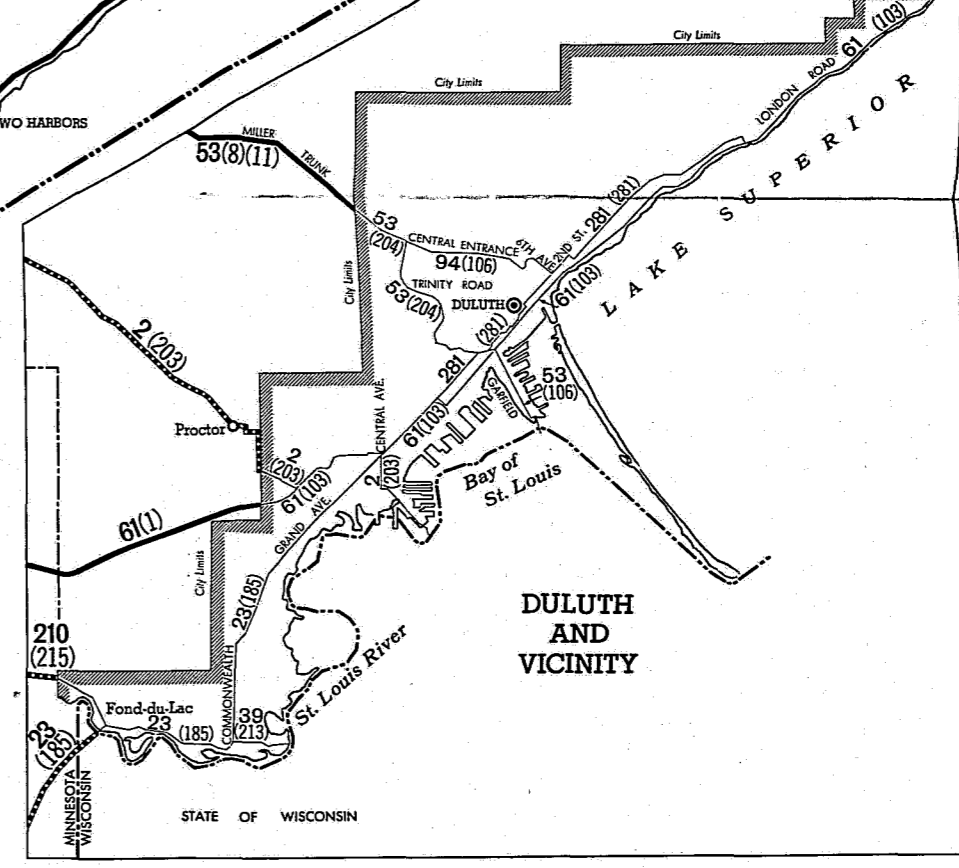 City Limits
City Limits
61 (103)
LONDON ROAD
WO HARBORS
MILLER TRUNK
53(8)(11)
LAKE SUPERIOR
53
(204)
CENTRAL ENTRANCE
94(106)
6TH AVE.
2ND ST.
281 (281)
City Limits
TRINITY ROAD
53(204)
DULUTH
61(103)
281 (281)
2 (203)
53
(106)
GARFIELD
CENTRAL AVE.
61(103)
Proctor
2
(203)
61(103)
2
(203)
Bay of
St. Louis
61(1)
GRAND AVE.
City Limits
23(185)
DULUTH
AND
VICINITY
210
(215)
St. Louis River
COMMONWEALTH
Fond-du-Lac
23 (185)
39
(213)
23
(185)
MINNESOTA
WISCONSIN
STATE OF WISCONSIN